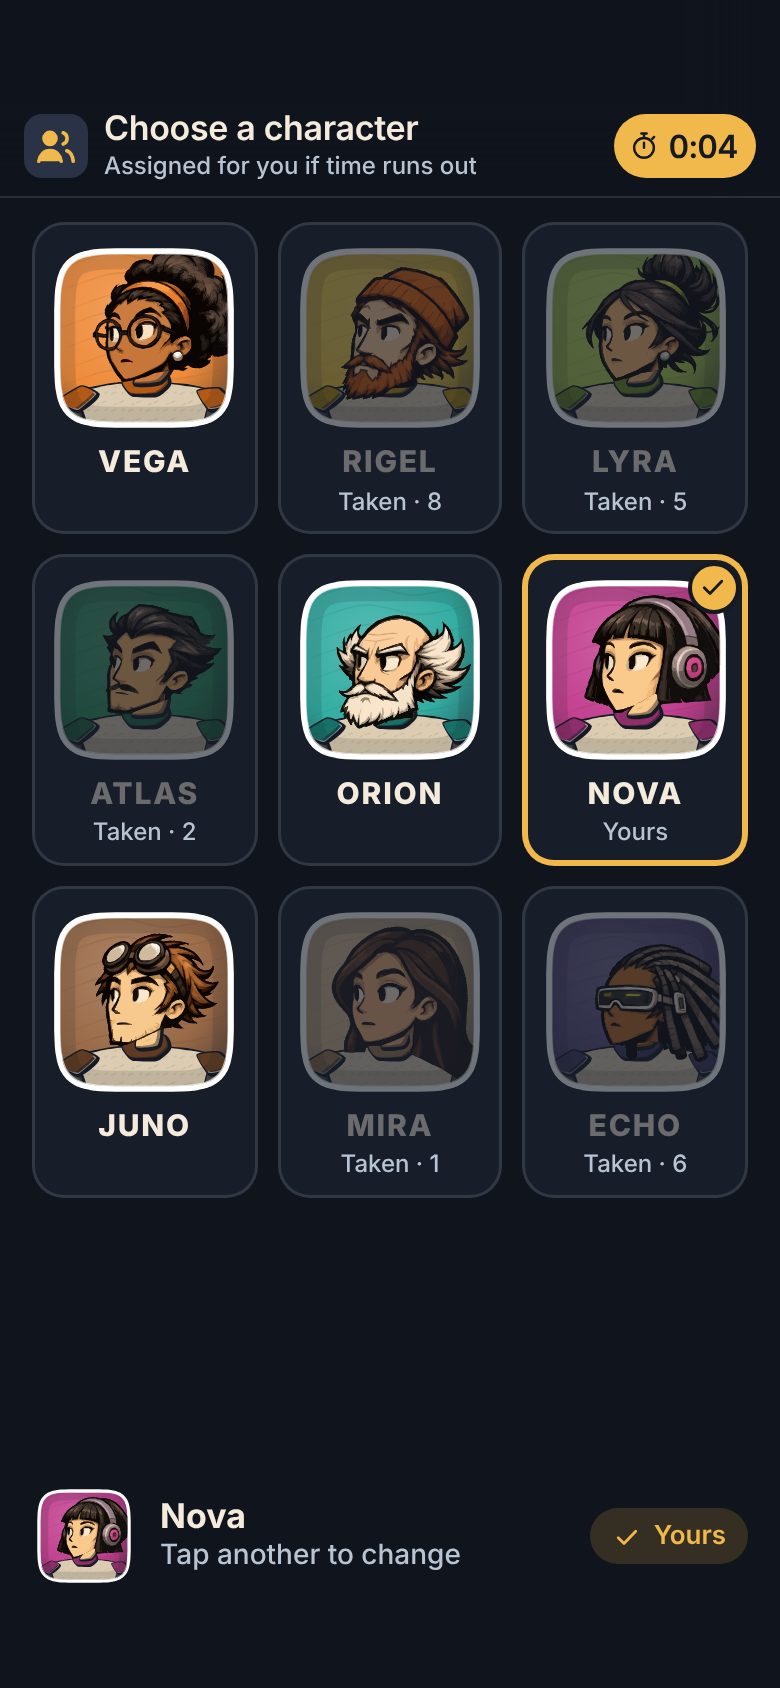 Choose a character
Assigned for you if time runs out
0:04
VEGA
RIGEL
Taken · 8
LYRA
Taken · 5
ATLAS
Taken · 2
ORION
NOVA
Yours
JUNO
MIRA
Taken · 1
ECHO
Taken · 6
Nova
Tap another to change
Yours